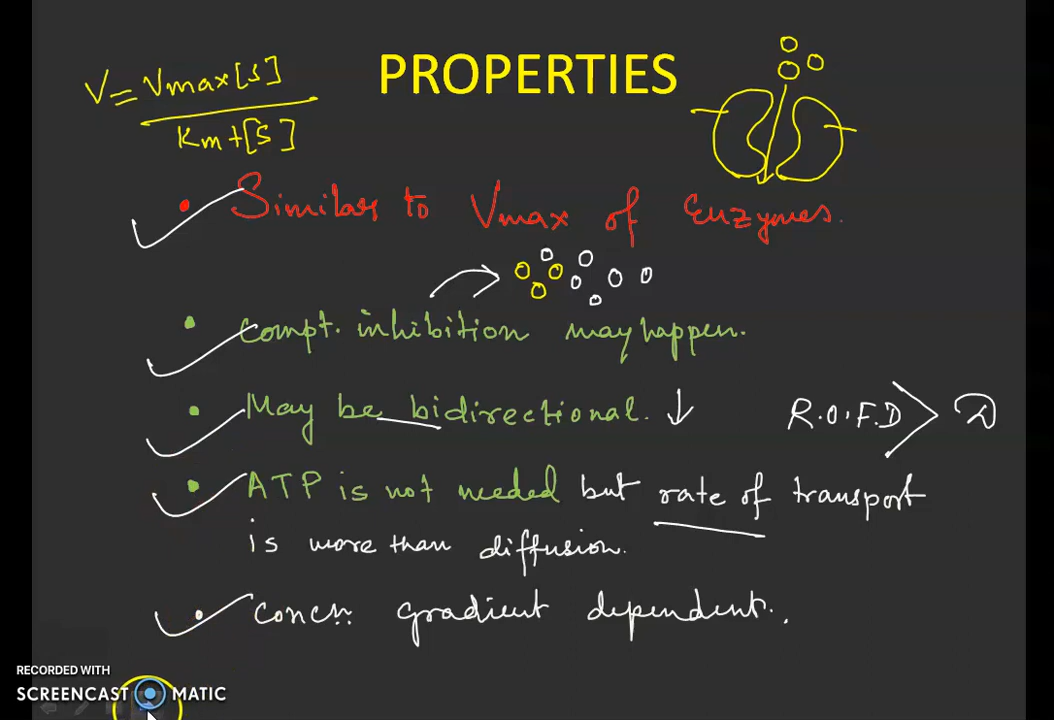 V = Vmax[S]
Km+[S]
PROPERTIES
• Similar to Vmax of Enzymes.
• Compt. inhibition may happen.
• May be bidirectional. ↓
R.O.F.D > D
• ATP is not needed but rate of transport
is more than diffusion.
• Concn. gradient dependent.
RECORDED WITH
SCREENCAST MATIC